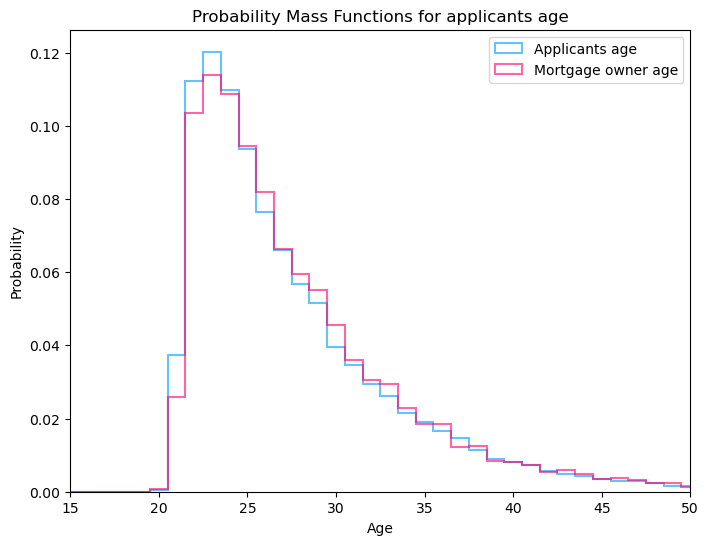 Probability Mass Functions for applicants age
Applicants age
Mortgage owner age
0.12
0.10
0.08
0.06
0.04
0.02
0.00
Probability
15 20 25 30 35 40 45 50
Age